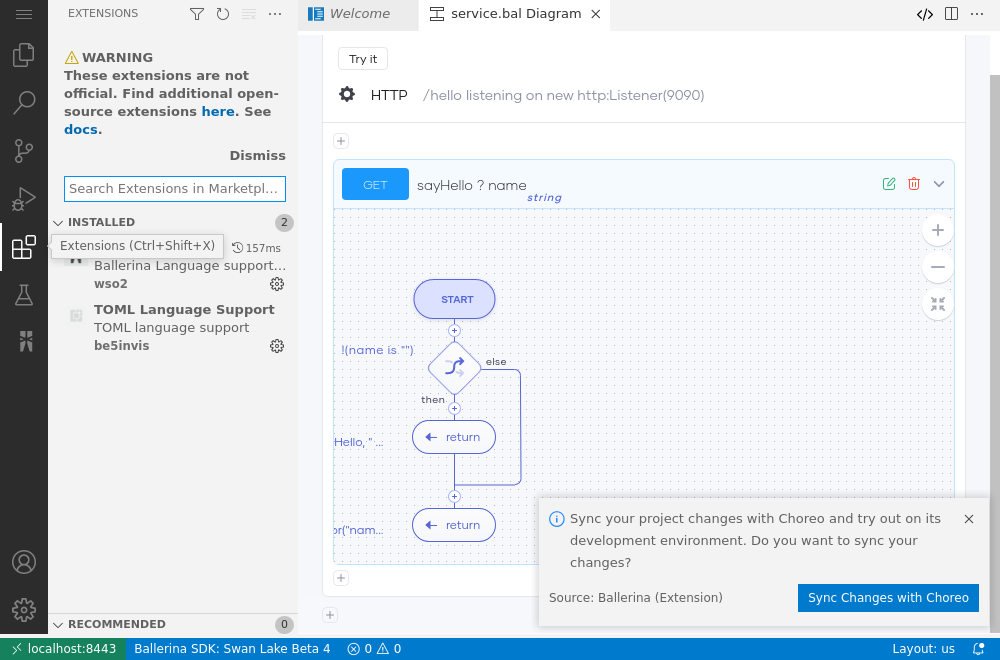 EXTENSIONS
WARNING
These extensions are not
official. Find additional open-
source extensions here. See
docs.
Dismiss
Search Extensions in Marketpl...
INSTALLED 2
Extensions (Ctrl+Shift+X)
157ms
Ballerina Language support...
wso2
TOML Language Support
TOML language support
be5invis
RECOMMENDED 0
Welcome
service.bal Diagram
Try it
HTTP /hello listening on new http:Listener(9090)
GET sayHello ? name
string
START
!(name is "")
else
then
Hello, " ...
return
or("nam...
return
Sync your project changes with Choreo and try out on its
development environment. Do you want to sync your
changes?
Source: Ballerina (Extension)
Sync Changes with Choreo
localhost:8443 Ballerina SDK: Swan Lake Beta 4 0 0 Layout: us